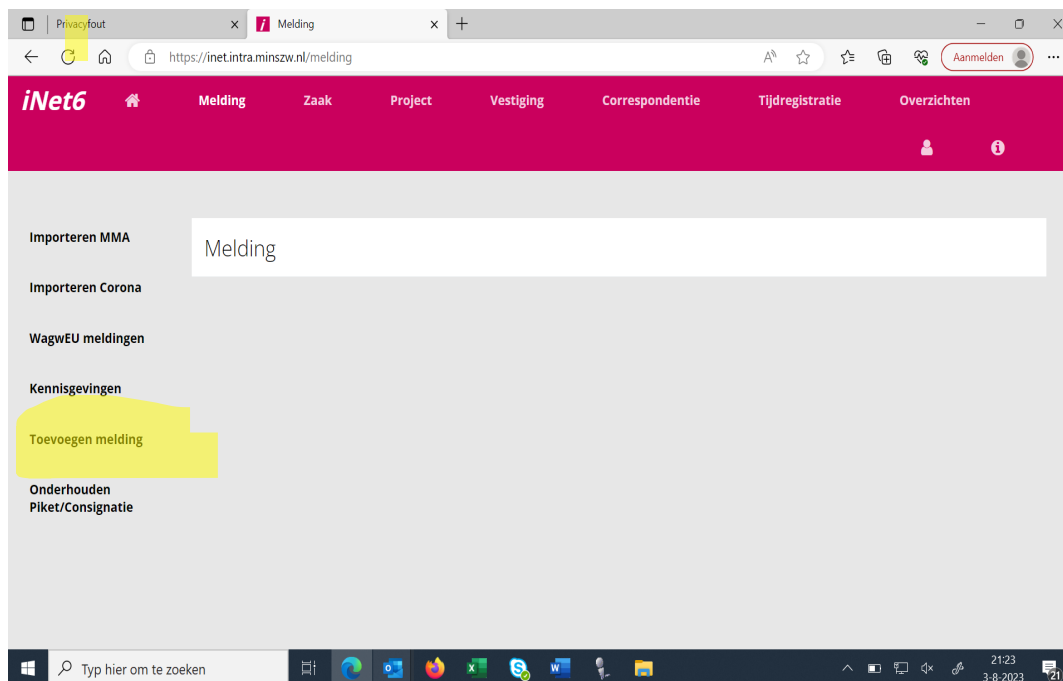 Privacyfout
Melding
https://inet.intra.minszw.nl/melding
Aanmelden
iNet6
Melding
Zaak
Project
Vestiging
Correspondentie
Tijdregistratie
Overzichten
Importeren MMA
Melding
Importeren Corona
WagwEU meldingen
Kennisgevingen
Toevoegen melding
Onderhouden
Piket/Consignatie
Typ hier om te zoeken
21:23
3-8-2023
21